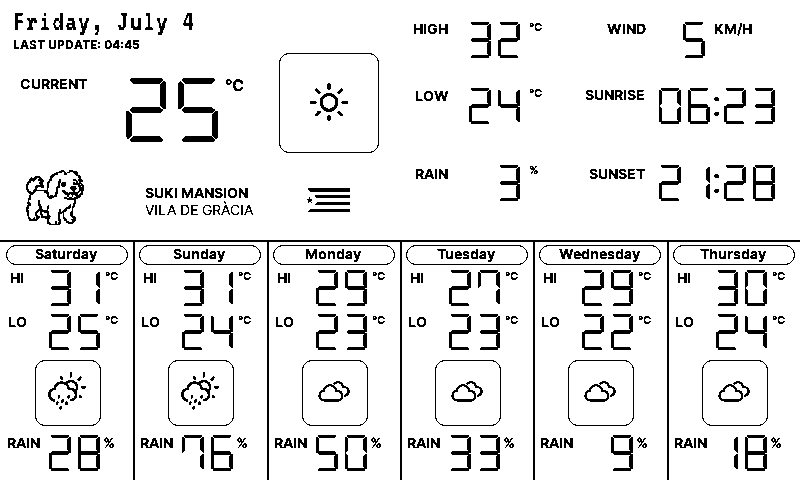 Friday, July 4
LAST UPDATE: 04:45
CURRENT 25 °C
SUKI MANSION
VILA DE GRÀCIA
HIGH 32 °C
LOW 24 °C
RAIN 3 %
WIND 5 KM/H
SUNRISE 06:23
SUNSET 21:28
Saturday
HI 31 °C
LO 25 °C
RAIN 28 %
Sunday
HI 31 °C
LO 24 °C
RAIN 76 %
Monday
HI 29 °C
LO 23 °C
RAIN 50 %
Tuesday
HI 27 °C
LO 23 °C
RAIN 33 %
Wednesday
HI 29 °C
LO 22 °C
RAIN 9 %
Thursday
HI 30 °C
LO 24 °C
RAIN 18 %